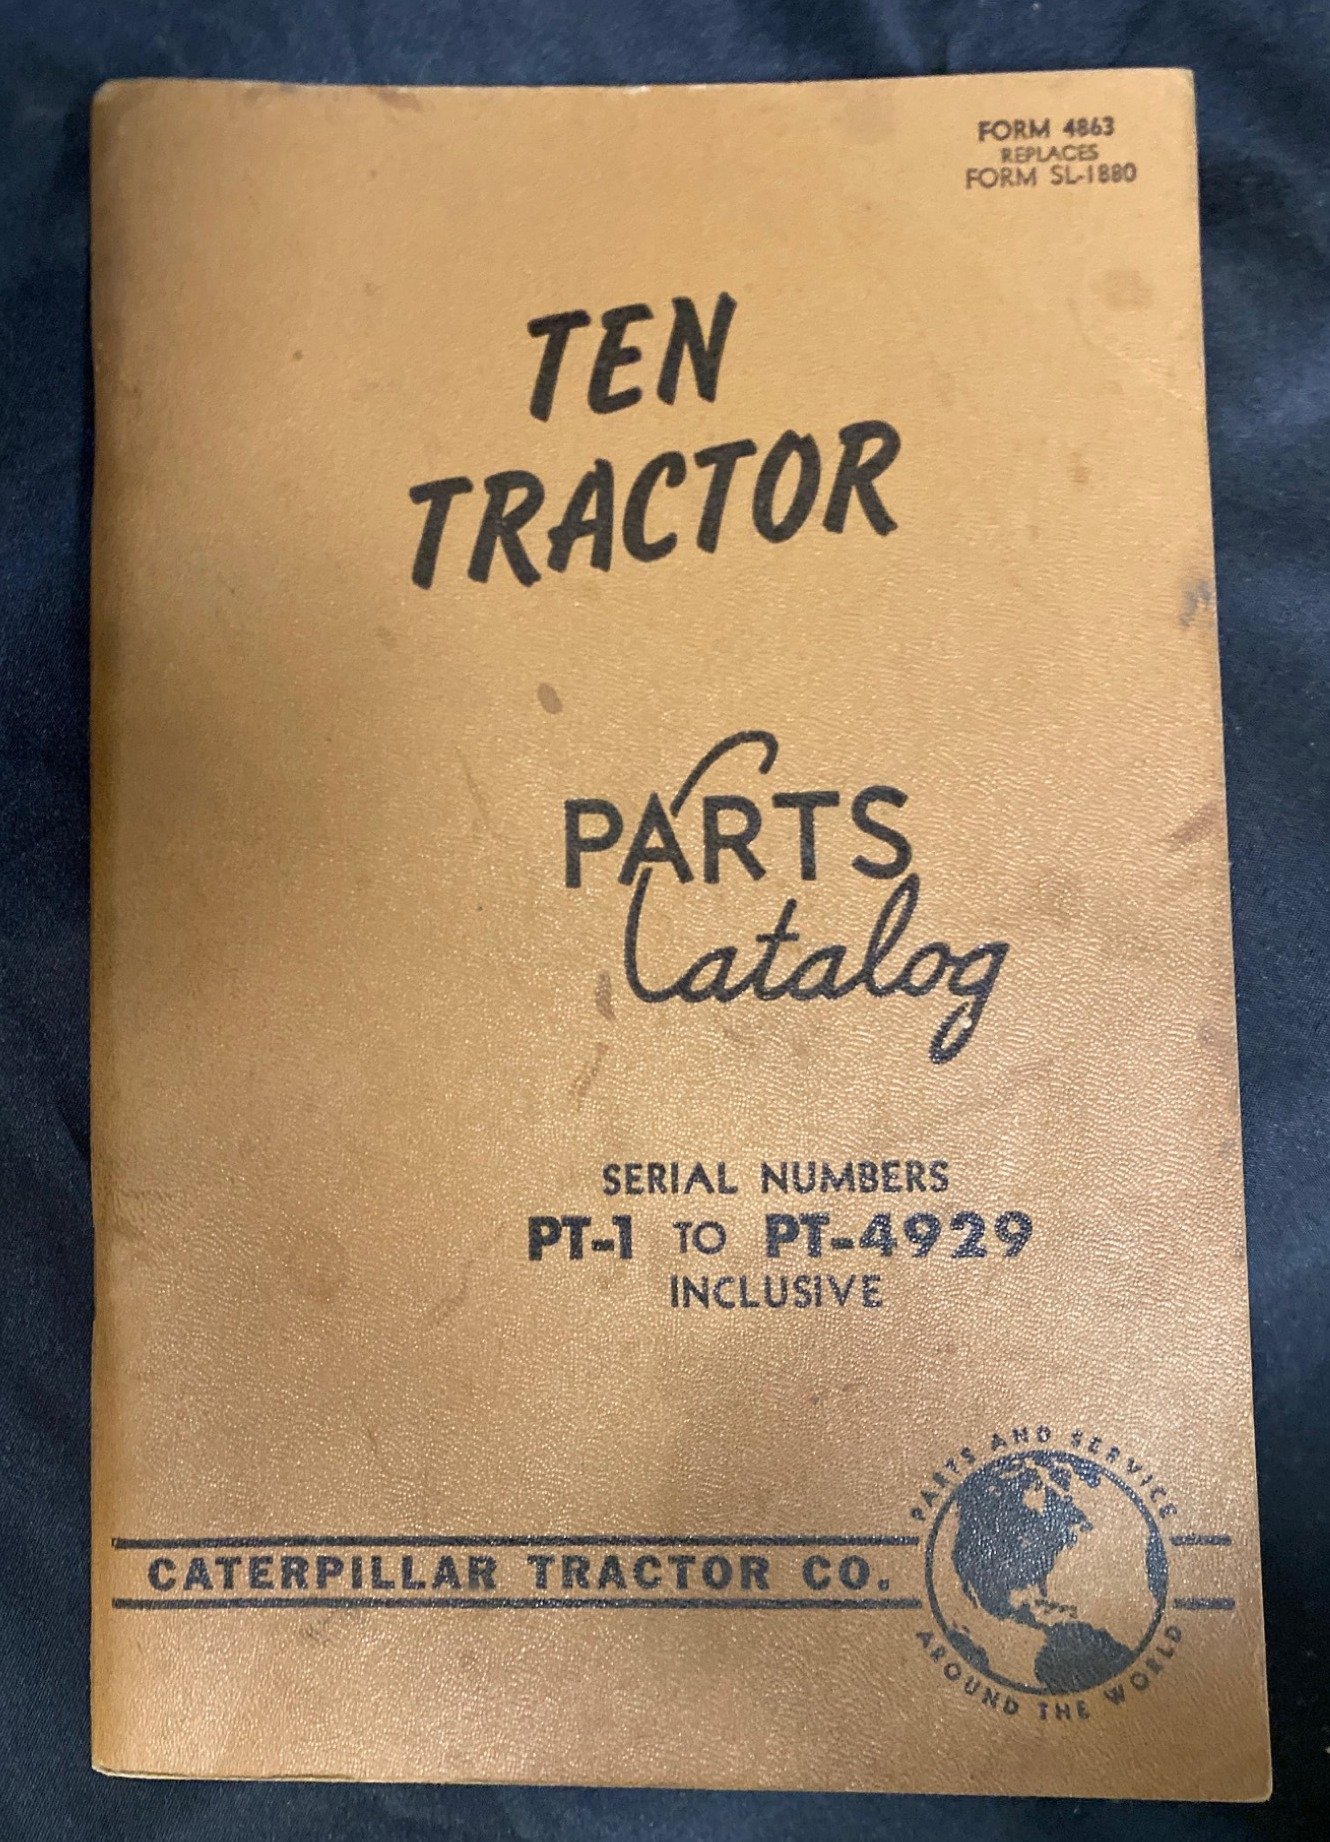 FORM 4863
REPLACES
FORM SL-1880
TEN
TRACTOR
PARTS
Catalog
SERIAL NUMBERS
PT-1 TO PT-4929
INCLUSIVE
PARTS AND SERVICE
CATERPILLAR TRACTOR CO.
AROUND THE WORLD